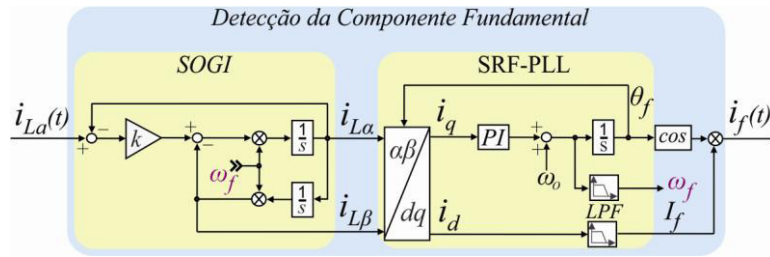 Detecção da Componente Fundamental
SOGI
SRF-PLL
i_La(t)
−
+
k
+
−
1/s
i_Lα
ω_f
1/s
i_Lβ
αβ
dq
i_q
PI
+
+
ω_o
1/s
θ_f
cos
i_f(t)
ω_f
LPF
i_d
I_f